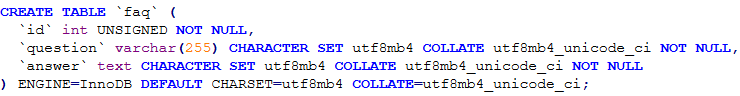 CREATE TABLE `faq` (
  `id` int UNSIGNED NOT NULL,
  `question` varchar(255) CHARACTER SET utf8mb4 COLLATE utf8mb4_unicode_ci NOT NULL,
  `answer` text CHARACTER SET utf8mb4 COLLATE utf8mb4_unicode_ci NOT NULL
) ENGINE=InnoDB DEFAULT CHARSET=utf8mb4 COLLATE=utf8mb4_unicode_ci;